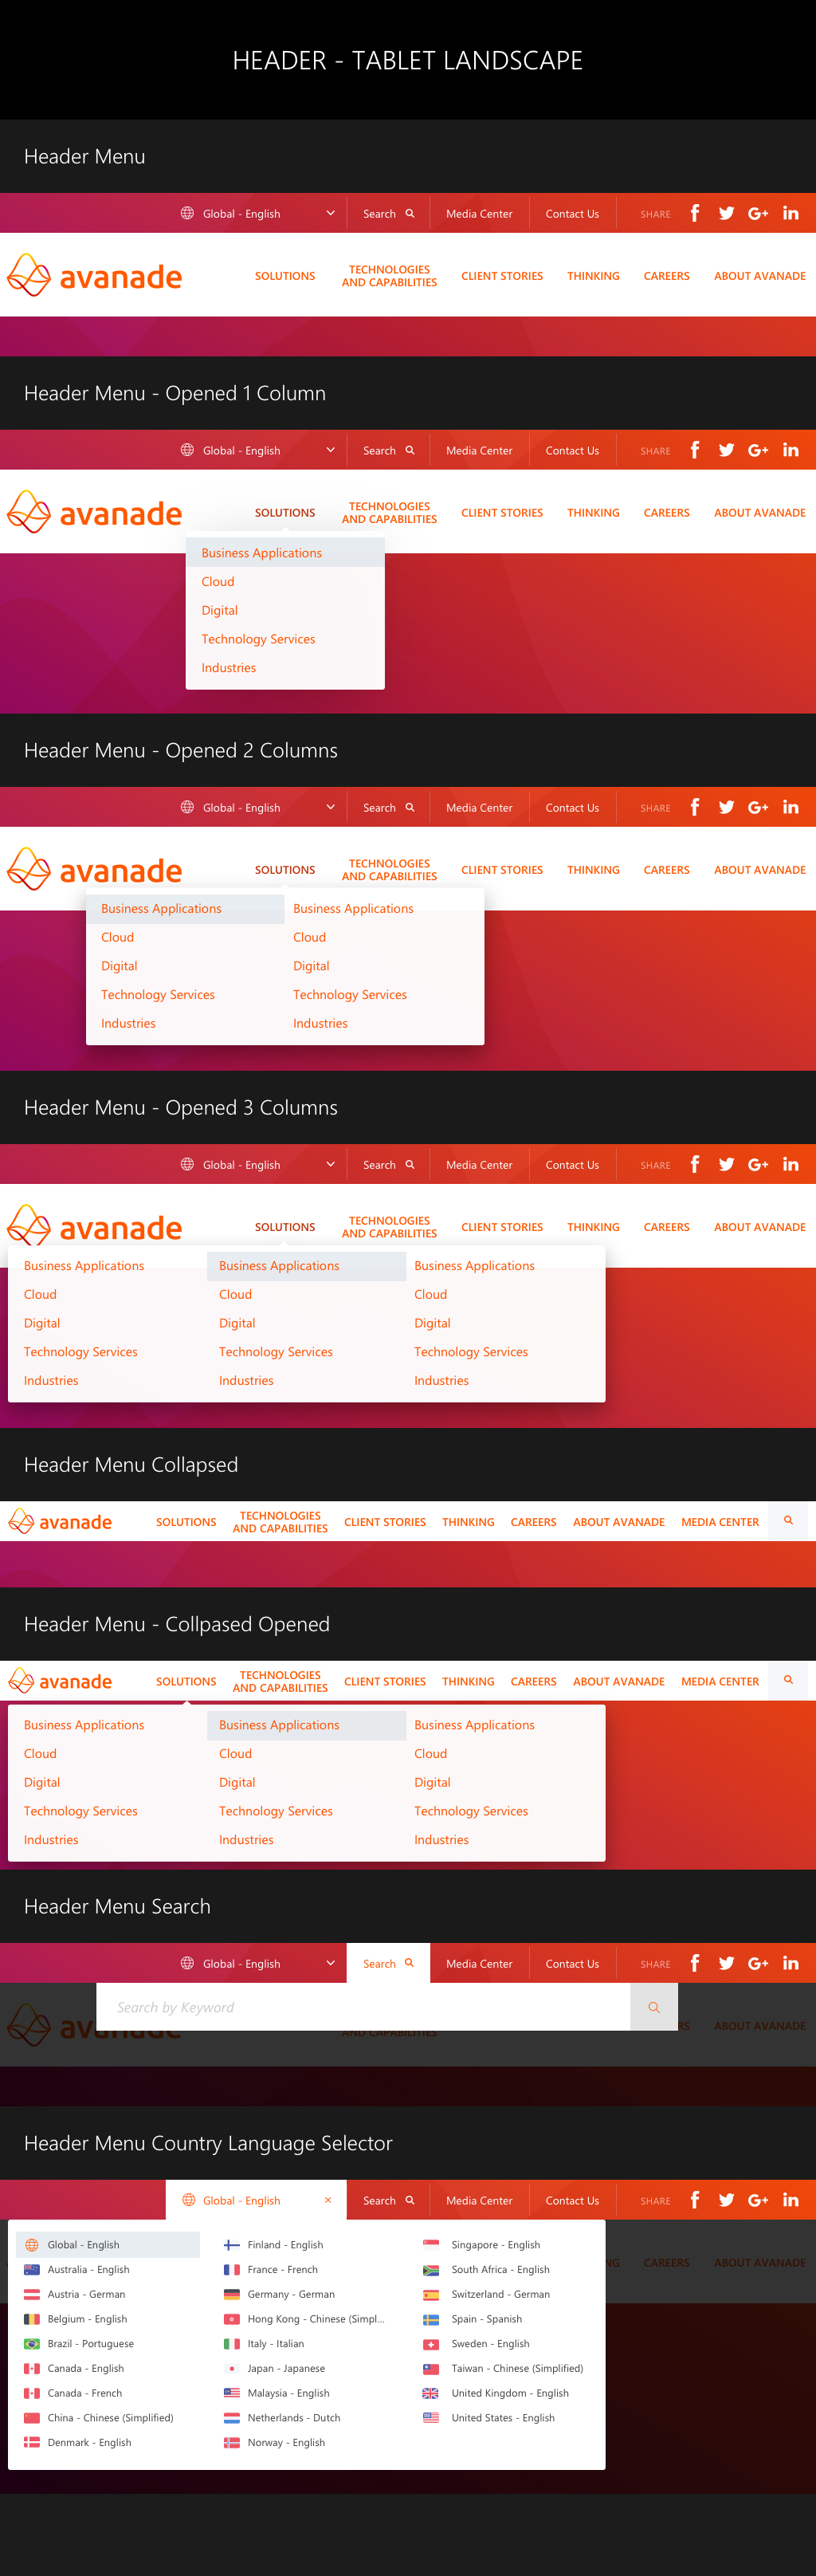 HEADER - TABLET LANDSCAPE
Header Menu
Global - English Search Media Center Contact Us SHARE f G+ in
avanade SOLUTIONS TECHNOLOGIES AND CAPABILITIES CLIENT STORIES THINKING CAREERS ABOUT AVANADE
Header Menu - Opened 1 Column
Global - English Search Media Center Contact Us SHARE f G+ in
avanade SOLUTIONS TECHNOLOGIES AND CAPABILITIES CLIENT STORIES THINKING CAREERS ABOUT AVANADE
Business Applications
Cloud
Digital
Technology Services
Industries
Header Menu - Opened 2 Columns
Global - English Search Media Center Contact Us SHARE f G+ in
avanade SOLUTIONS TECHNOLOGIES AND CAPABILITIES CLIENT STORIES THINKING CAREERS ABOUT AVANADE
Business Applications Business Applications
Cloud Cloud
Digital Digital
Technology Services Technology Services
Industries Industries
Header Menu - Opened 3 Columns
Global - English Search Media Center Contact Us SHARE f G+ in
avanade SOLUTIONS TECHNOLOGIES AND CAPABILITIES CLIENT STORIES THINKING CAREERS ABOUT AVANADE
Business Applications Business Applications Business Applications
Cloud Cloud Cloud
Digital Digital Digital
Technology Services Technology Services Technology Services
Industries Industries Industries
Header Menu Collapsed
avanade SOLUTIONS TECHNOLOGIES AND CAPABILITIES CLIENT STORIES THINKING CAREERS ABOUT AVANADE MEDIA CENTER
Header Menu - Collpased Opened
avanade SOLUTIONS TECHNOLOGIES AND CAPABILITIES CLIENT STORIES THINKING CAREERS ABOUT AVANADE MEDIA CENTER
Business Applications Business Applications Business Applications
Cloud Cloud Cloud
Digital Digital Digital
Technology Services Technology Services Technology Services
Industries Industries Industries
Header Menu Search
Global - English Search Media Center Contact Us SHARE f G+ in
Search by Keyword
AND CAPABILITIES RS ABOUT AVANADE
Header Menu Country Language Selector
Global - English × Search Media Center Contact Us SHARE f G+ in
NG CAREERS ABOUT AVANADE
Global - English Finland - English Singapore - English
Australia - English France - French South Africa - English
Austria - German Germany - German Switzerland - German
Belgium - English Hong Kong - Chinese (Simpl... Spain - Spanish
Brazil - Portuguese Italy - Italian Sweden - English
Canada - English Japan - Japanese Taiwan - Chinese (Simplified)
Canada - French Malaysia - English United Kingdom - English
China - Chinese (Simplified) Netherlands - Dutch United States - English
Denmark - English Norway - English